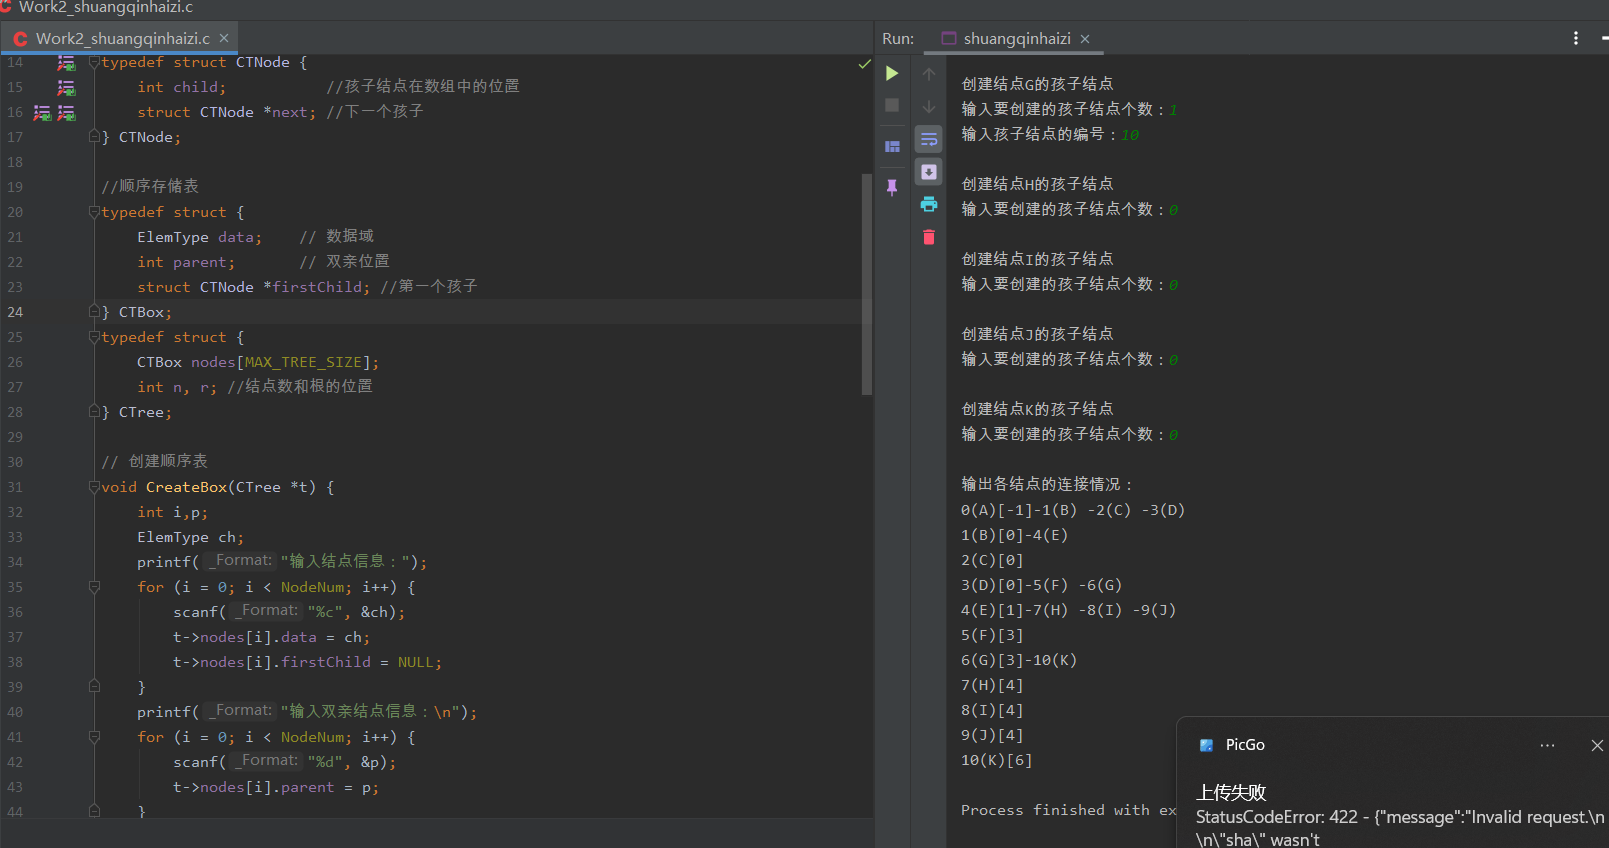 Work2_shuangqinhaizi.c
Work2_shuangqinhaizi.c ×
14 typedef struct CTNode {
15 int child; //孩子结点在数组中的位置
16 struct CTNode *next; //下一个孩子
17 } CTNode;
18
19 //顺序存储表
20 typedef struct {
21 ElemType data; // 数据域
22 int parent; // 双亲位置
23 struct CTNode *firstChild; //第一个孩子
24 } CTBox;
25 typedef struct {
26 CTBox nodes[MAX_TREE_SIZE];
27 int n, r; //结点数和根的位置
28 } CTree;
29
30 // 创建顺序表
31 void CreateBox(CTree *t) {
32 int i,p;
33 ElemType ch;
34 printf( _Format: "输入结点信息：");
35 for (i = 0; i < NodeNum; i++) {
36 scanf( _Format: "%c", &ch);
37 t->nodes[i].data = ch;
38 t->nodes[i].firstChild = NULL;
39 }
40 printf( _Format: "输入双亲结点信息：\n");
41 for (i = 0; i < NodeNum; i++) {
42 scanf( _Format: "%d", &p);
43 t->nodes[i].parent = p;
44 }
Run: shuangqinhaizi ×
创建结点G的孩子结点
输入要创建的孩子结点个数：1
输入孩子结点的编号：10
创建结点H的孩子结点
输入要创建的孩子结点个数：0
创建结点I的孩子结点
输入要创建的孩子结点个数：0
创建结点J的孩子结点
输入要创建的孩子结点个数：0
创建结点K的孩子结点
输入要创建的孩子结点个数：0
输出各结点的连接情况：
0(A)[-1]-1(B) -2(C) -3(D)
1(B)[0]-4(E)
2(C)[0]
3(D)[0]-5(F) -6(G)
4(E)[1]-7(H) -8(I) -9(J)
5(F)[3]
6(G)[3]-10(K)
7(H)[4]
8(I)[4]
9(J)[4]
10(K)[6]
Process finished with ex
PicGo
上传失败
StatusCodeError: 422 - {"message":"Invalid request.\n
\n\"sha\" wasn't